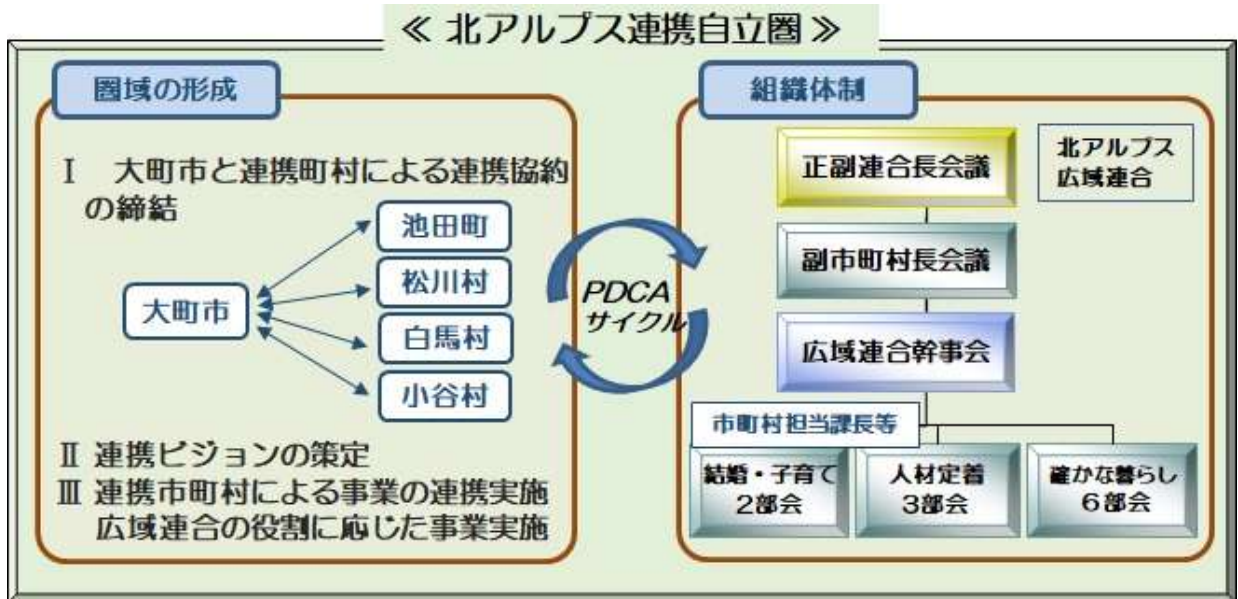 ≪ 北アルプス連携自立圏 ≫
圏域の形成
Ⅰ 大町市と連携町村による連携協約
の締結
大町市
池田町
松川村
白馬村
小谷村
Ⅱ 連携ビジョンの策定
Ⅲ 連携市町村による事業の連携実施
広域連合の役割に応じた事業実施
PDCA
サイクル
組織体制
正副連合長会議
北アルプス
広域連合
副市町村長会議
広域連合幹事会
市町村担当課長等
結婚・子育て
2部会
人材定着
3部会
確かな暮らし
6部会